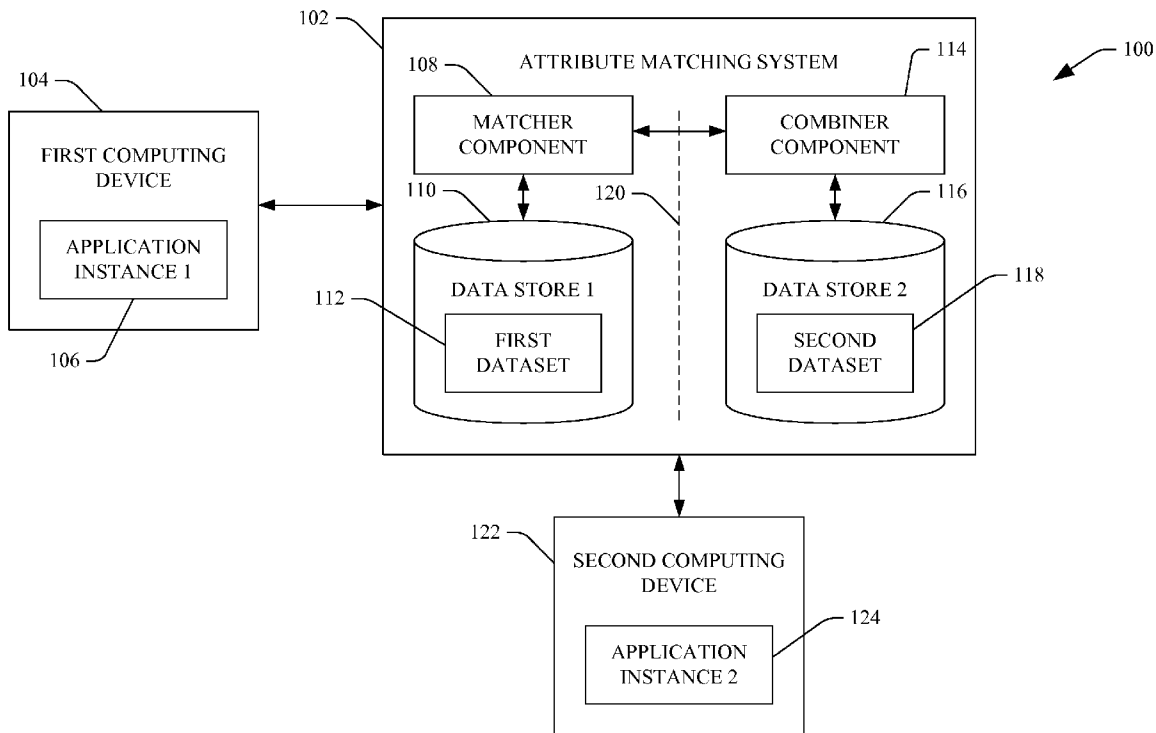 102
114
100
ATTRIBUTE MATCHING SYSTEM
104
108
MATCHER
COMPONENT
COMBINER
COMPONENT
FIRST COMPUTING
DEVICE
110
120
116
APPLICATION
INSTANCE 1
DATA STORE 1
DATA STORE 2
112
118
FIRST
DATASET
SECOND
DATASET
106
122
SECOND COMPUTING
DEVICE
124
APPLICATION
INSTANCE 2